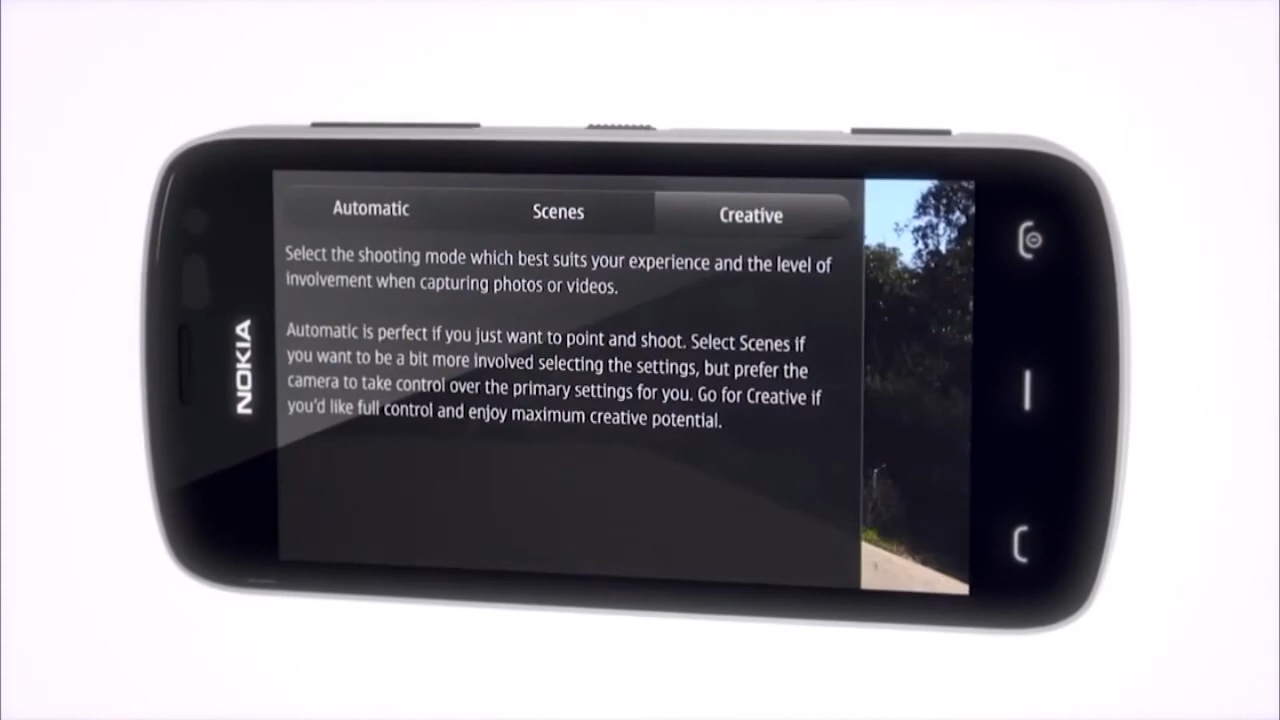 NOKIA
Automatic Scenes Creative
Select the shooting mode which best suits your experience and the level of
involvement when capturing photos or videos.
Automatic is perfect if you just want to point and shoot. Select Scenes if
you want to be a bit more involved selecting the settings, but prefer the
camera to take control over the primary settings for you. Go for Creative if
you'd like full control and enjoy maximum creative potential.